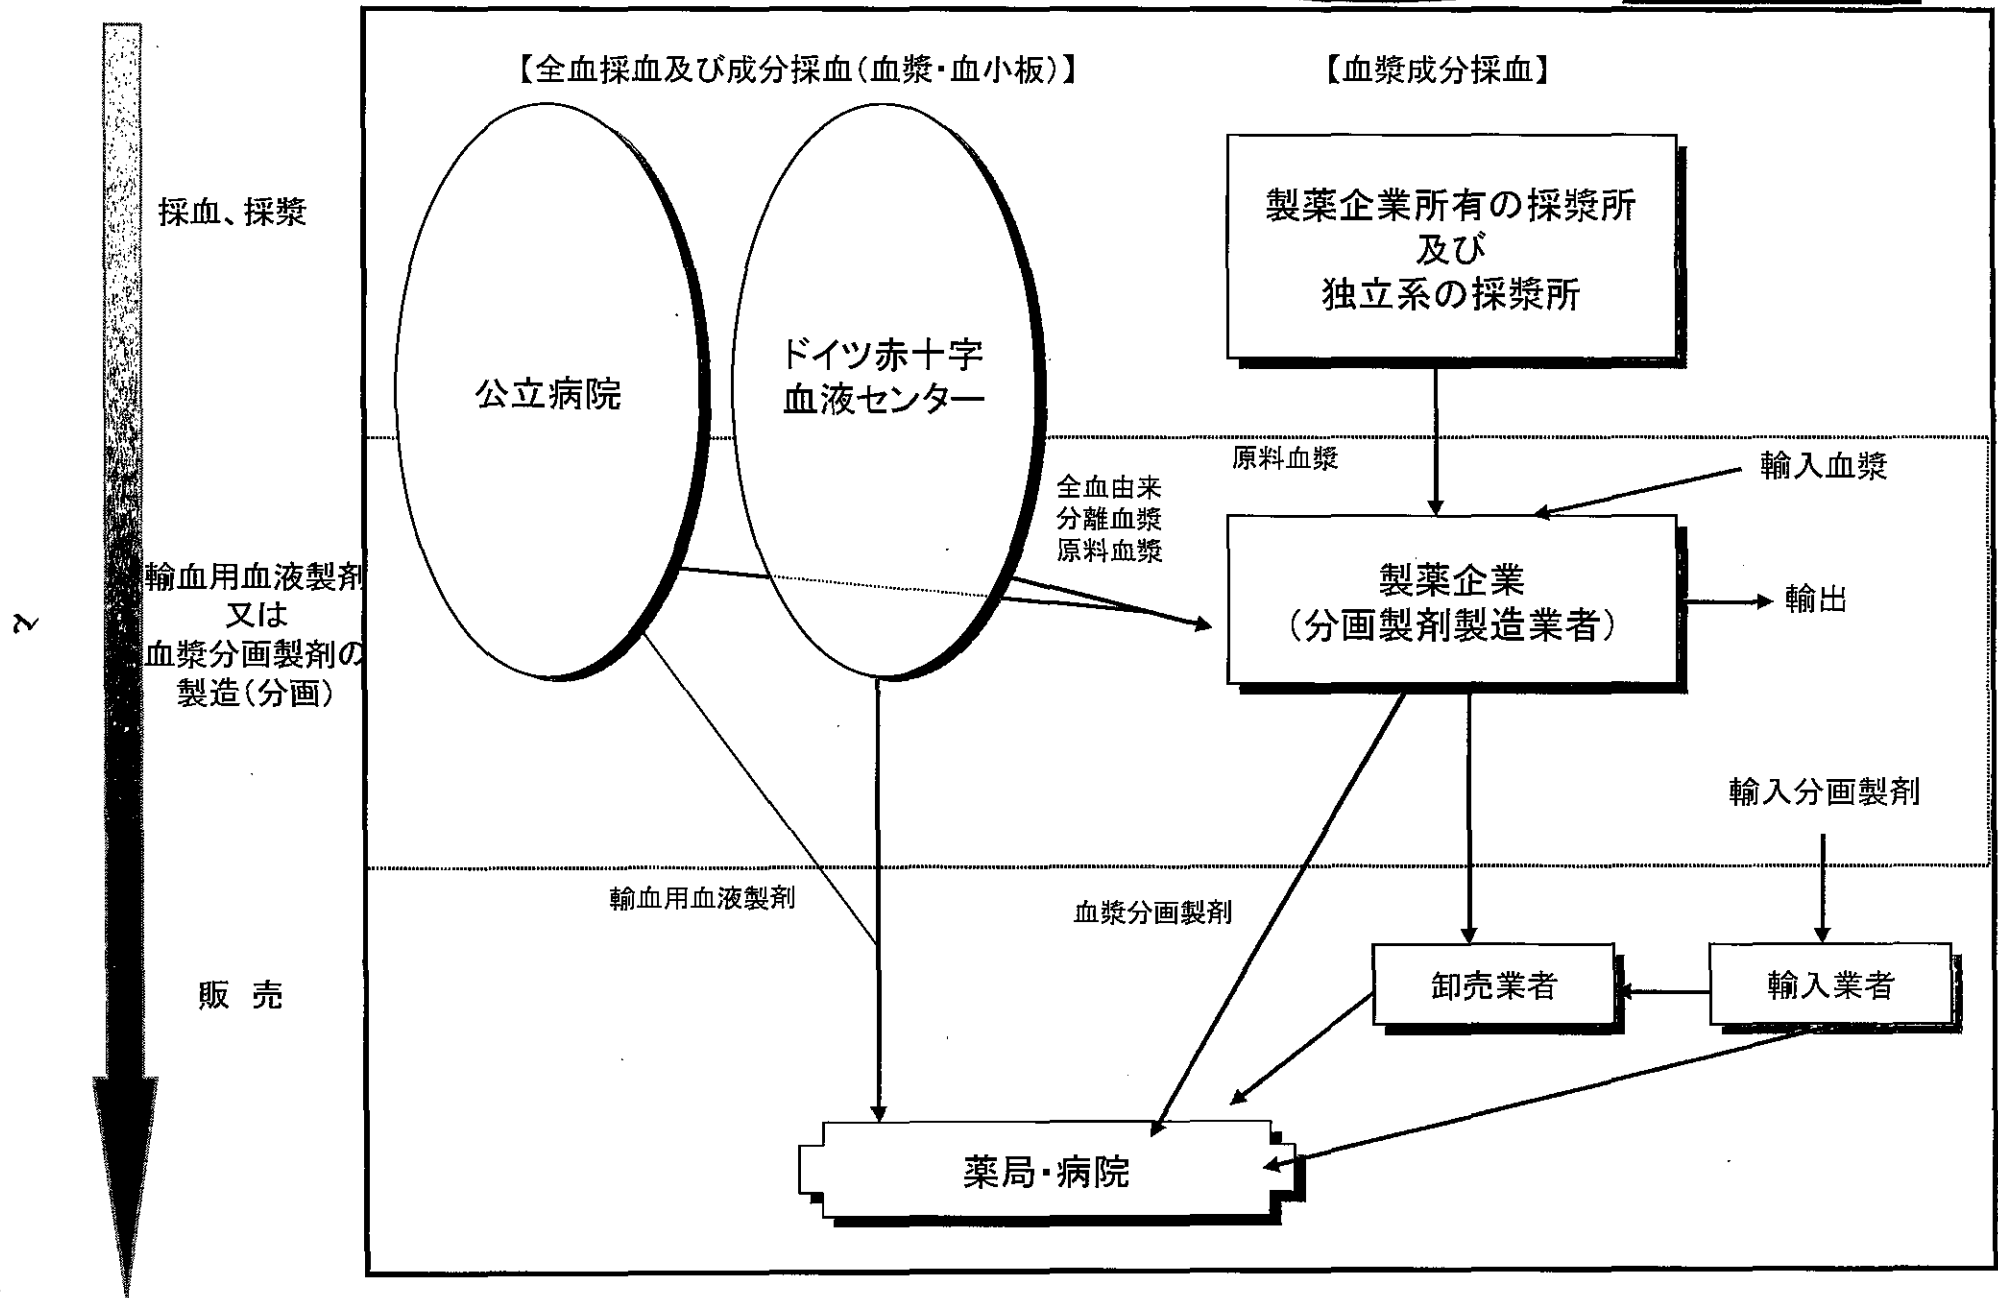 【全血採血及び成分採血(血漿・血小板)】
【血漿成分採血】
採血、採漿
製薬企業所有の採漿所
及び
独立系の採漿所
公立病院
ドイツ赤十字
血液センター
原料血漿
輸入血漿
全血由来
分離血漿
原料血漿
輸血用血液製剤
又は
血漿分画製剤の
製造(分画)
製薬企業
(分画製剤製造業者)
輸出
輸入分画製剤
輸血用血液製剤
血漿分画製剤
販 売
卸売業者
輸入業者
薬局・病院